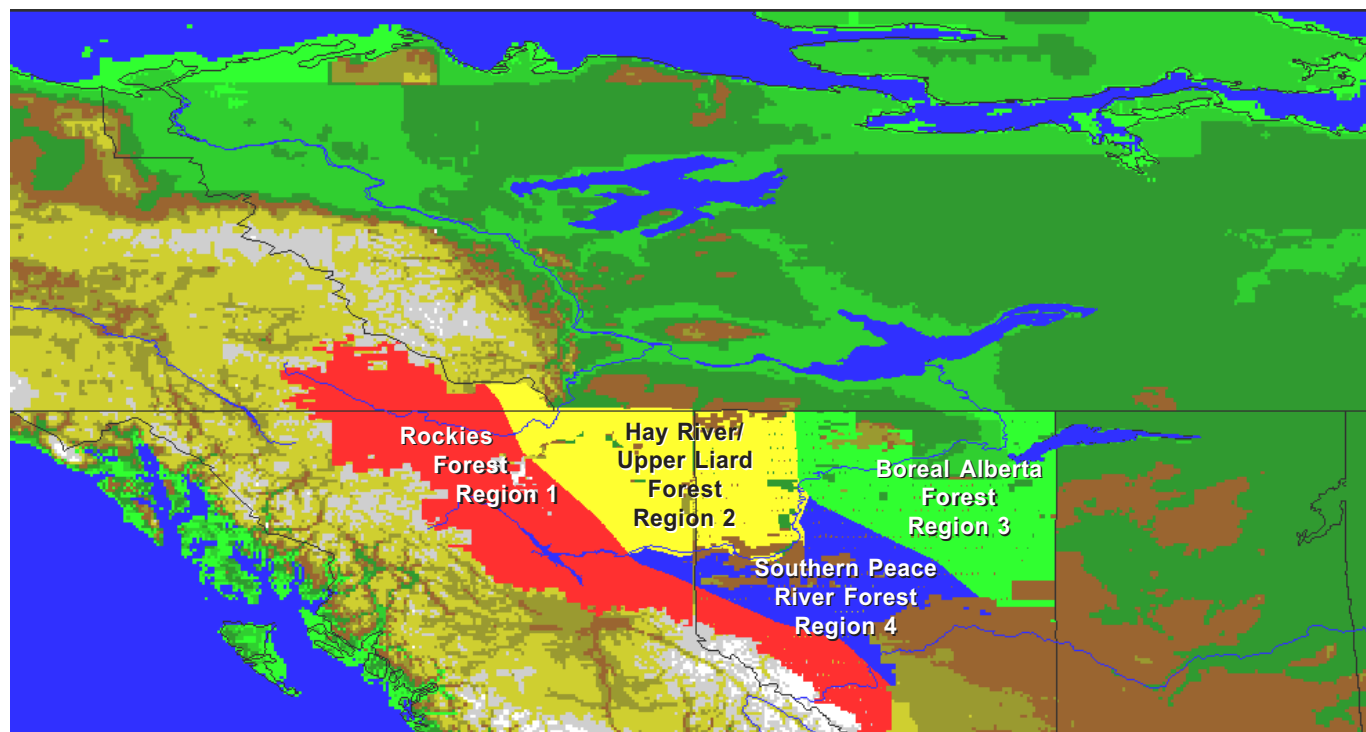 Rockies
Forest
Region 1
Hay River/
Upper Liard
Forest
Region 2
Boreal Alberta
Forest
Region 3
Southern Peace
River Forest
Region 4